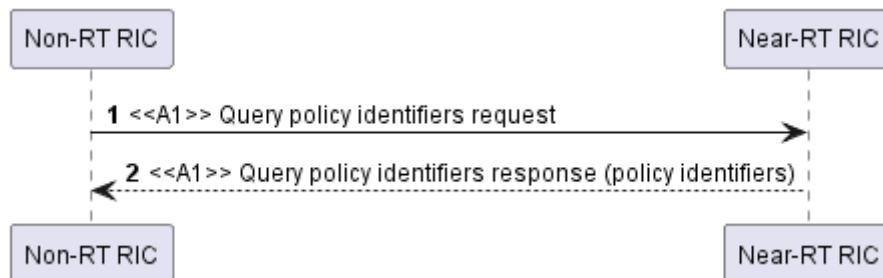 Non-RT RIC
Near-RT RIC
1 <<A1>> Query policy identifiers request
2 <<A1>> Query policy identifiers response (policy identifiers)
Non-RT RIC
Near-RT RIC